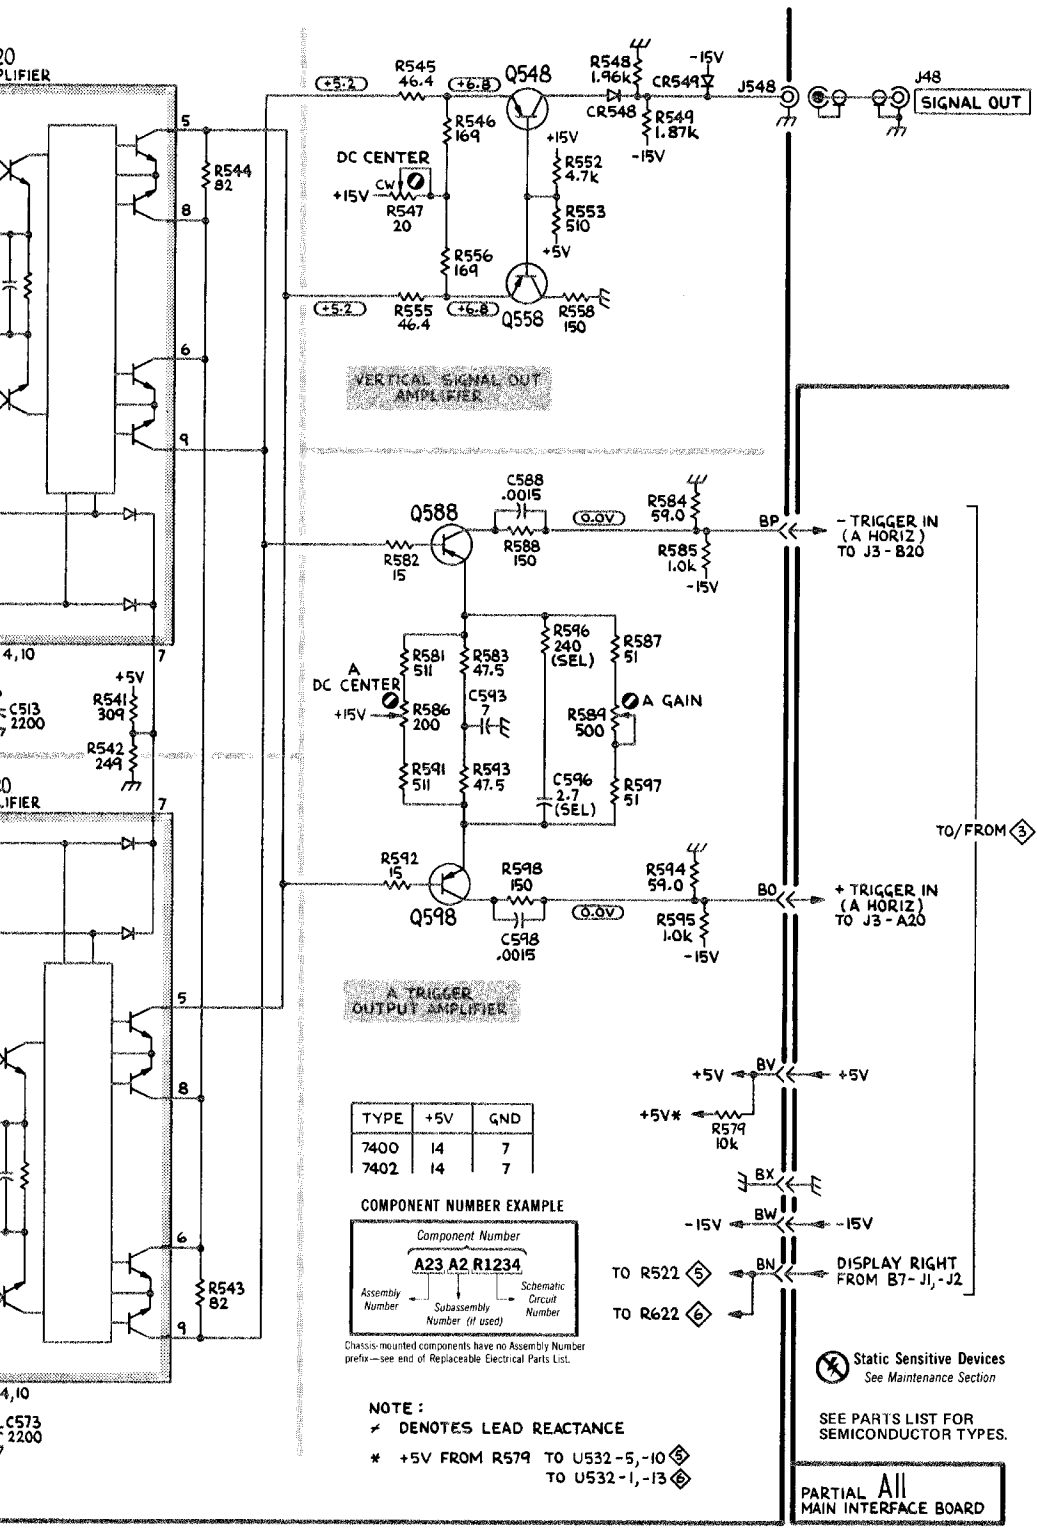 20
PLIFIER
5
R544
82
8
6
9
4,10
7
+5V
R541
309
C513
2200
R542
249
0
LIFIER
7
5
8
6
R543
82
9
4,10
C573
2200
+5.2
R545
46.4
+6.8
Q548
R546
169
DC CENTER
CW
+15V
R547
20
R556
169
+5.2
R555
46.4
+6.8
Q558
R558
150
+15V
R552
4.7K
R553
510
+5V
R548
1.96K
CR548
-15V
CR549
R549
1.87K
-15V
J548
J48
SIGNAL OUT
VERTICAL SIGNAL OUT
AMPLIFIER
Q588
R582
15
C588
.0015
R588
150
0.0V
R584
59.0
R585
1.0K
-15V
BP
- TRIGGER IN
(A HORIZ)
TO J3-B20
A
DC CENTER
+15V
R581
511
R586
200
R591
511
R583
47.5
C593
7
R593
47.5
R596
240
(SEL)
C596
2.7
(SEL)
R587
51
R589
500
A GAIN
R597
51
TO/FROM 3
R592
15
Q598
R598
150
C598
.0015
0.0V
R594
59.0
R595
1.0K
-15V
BO
+ TRIGGER IN
(A HORIZ)
TO J3-A20
A TRIGGER
OUTPUT AMPLIFIER
+5V
BV
+5V
+5V*
R579
10K
BX
-15V
BW
-15V
TO R522 5
BN
DISPLAY RIGHT
FROM B7-J1,-J2
TO R622 6
TYPE +5V GND
7400 14 7
7402 14 7
COMPONENT NUMBER EXAMPLE
Component Number
A23 A2 R1234
Assembly
Number
Subassembly
Number (if used)
Schematic
Circuit
Number
Chassis-mounted components have no Assembly Number
prefix—see end of Replaceable Electrical Parts List.
NOTE:
≠ DENOTES LEAD REACTANCE
* +5V FROM R579 TO U532-5,-10 5
TO U532-1,-13 6
Static Sensitive Devices
See Maintenance Section
SEE PARTS LIST FOR
SEMICONDUCTOR TYPES.
PARTIAL A11
MAIN INTERFACE BOARD